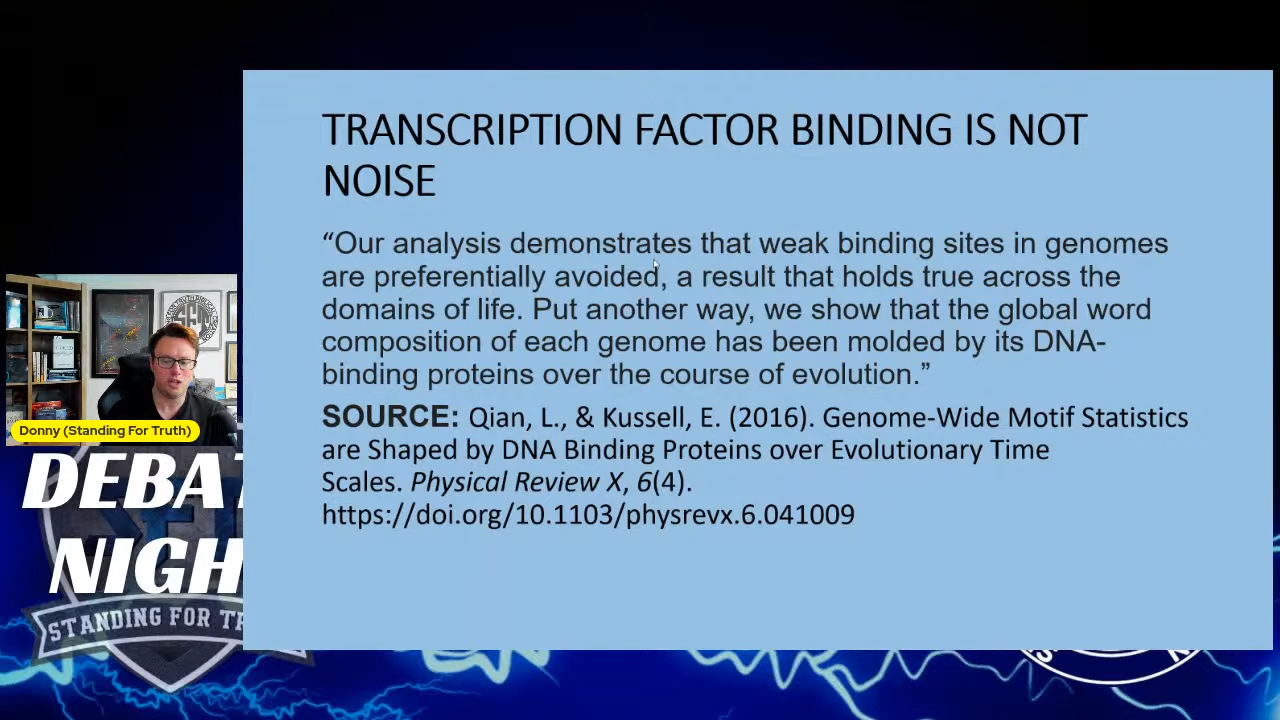 TRANSCRIPTION FACTOR BINDING IS NOT
NOISE
“Our analysis demonstrates that weak binding sites in genomes
are preferentially avoided, a result that holds true across the
domains of life. Put another way, we show that the global word
composition of each genome has been molded by its DNA-
binding proteins over the course of evolution.”
SOURCE: Qian, L., & Kussell, E. (2016). Genome-Wide Motif Statistics
are Shaped by DNA Binding Proteins over Evolutionary Time
Scales. Physical Review X, 6(4).
https://doi.org/10.1103/physrevx.6.041009
Donny (Standing For Truth)
DEBAT
NIGH
STANDING FOR TR